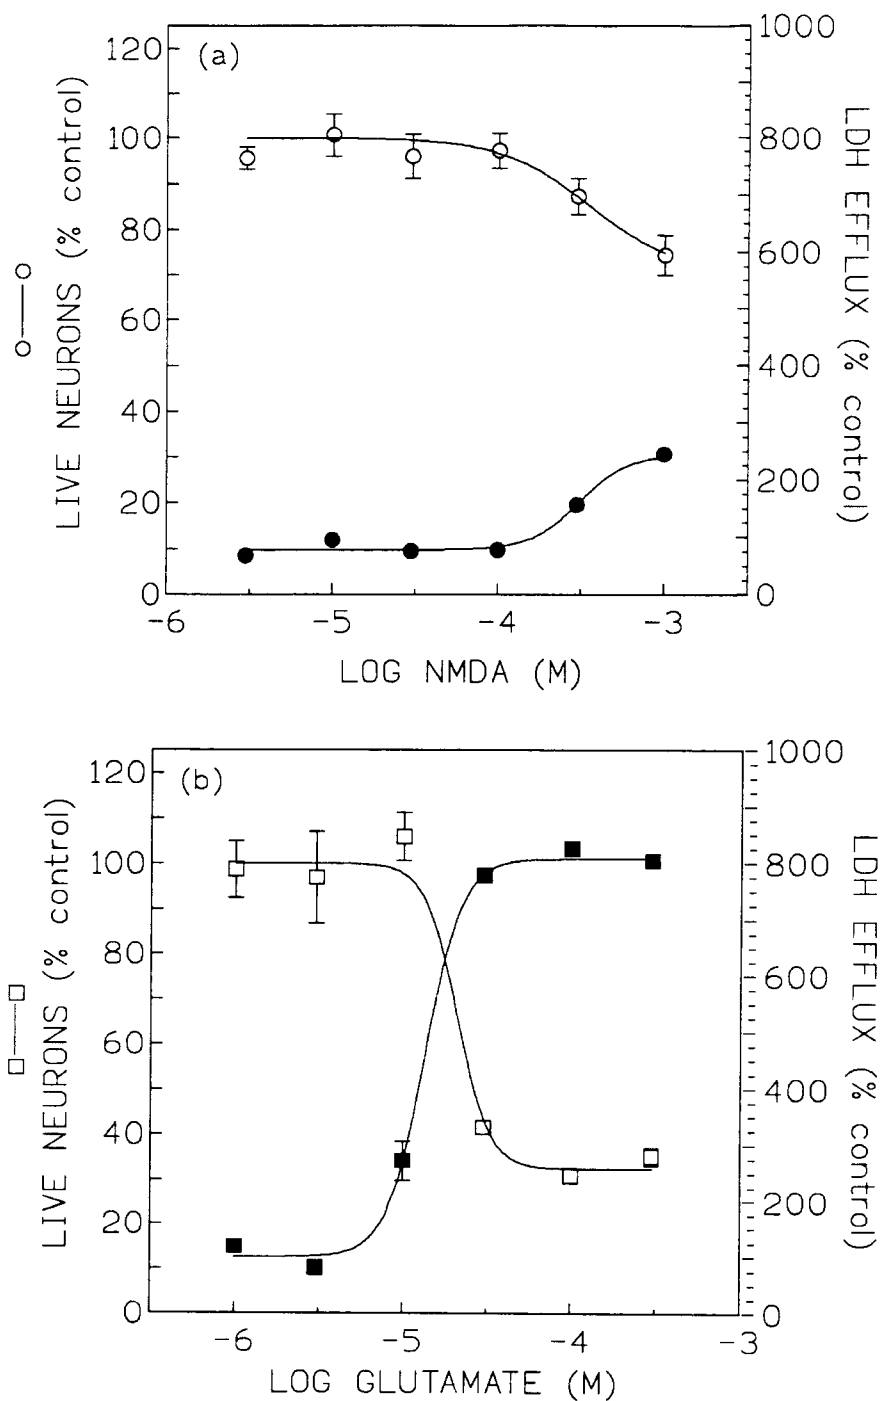 (a)
120
100
80
60
40
20
0
LIVE NEURONS (% control)
1000
800
600
400
200
0
LDH EFFLUX (% control)
-6 -5 -4 -3
LOG NMDA (M)
(b)
120
100
80
60
40
20
0
LIVE NEURONS (% control)
1000
800
600
400
200
0
LDH EFFLUX (% control)
-6 -5 -4 -3
LOG GLUTAMATE (M)